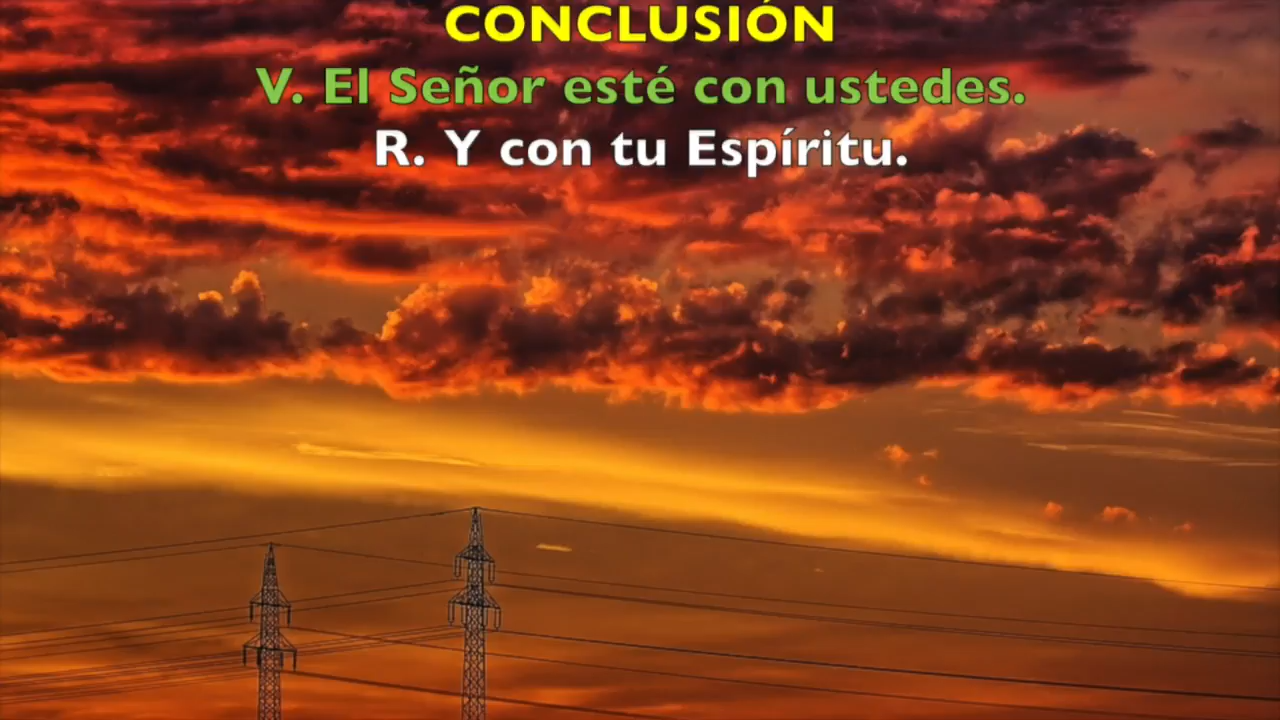 CONCLUSIÓN
V. El Señor esté con ustedes.
R. Y con tu Espíritu.